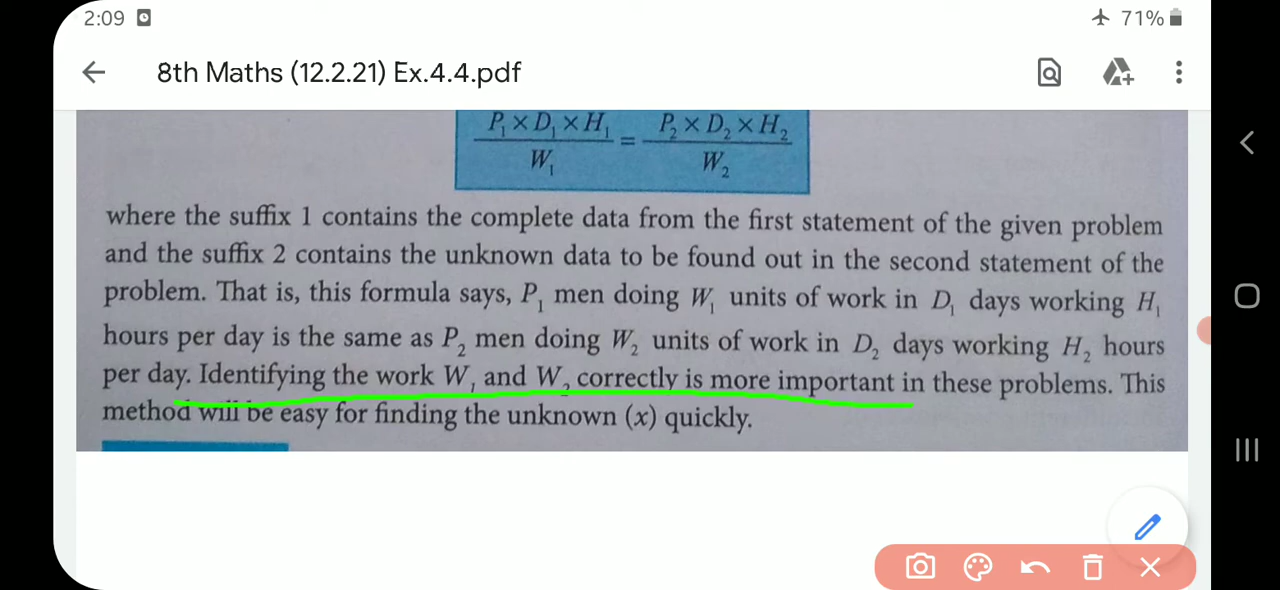 2:09
71%
8th Maths (12.2.21) Ex.4.4.pdf
P₁ × D₁ × H₁ / W₁ = P₂ × D₂ × H₂ / W₂
where the suffix 1 contains the complete data from the first statement of the given problem
and the suffix 2 contains the unknown data to be found out in the second statement of the
problem. That is, this formula says, P₁ men doing W₁ units of work in D₁ days working H₁
hours per day is the same as P₂ men doing W₂ units of work in D₂ days working H₂ hours
per day. Identifying the work W₁ and W₂ correctly is more important in these problems. This
method will be easy for finding the unknown (x) quickly.